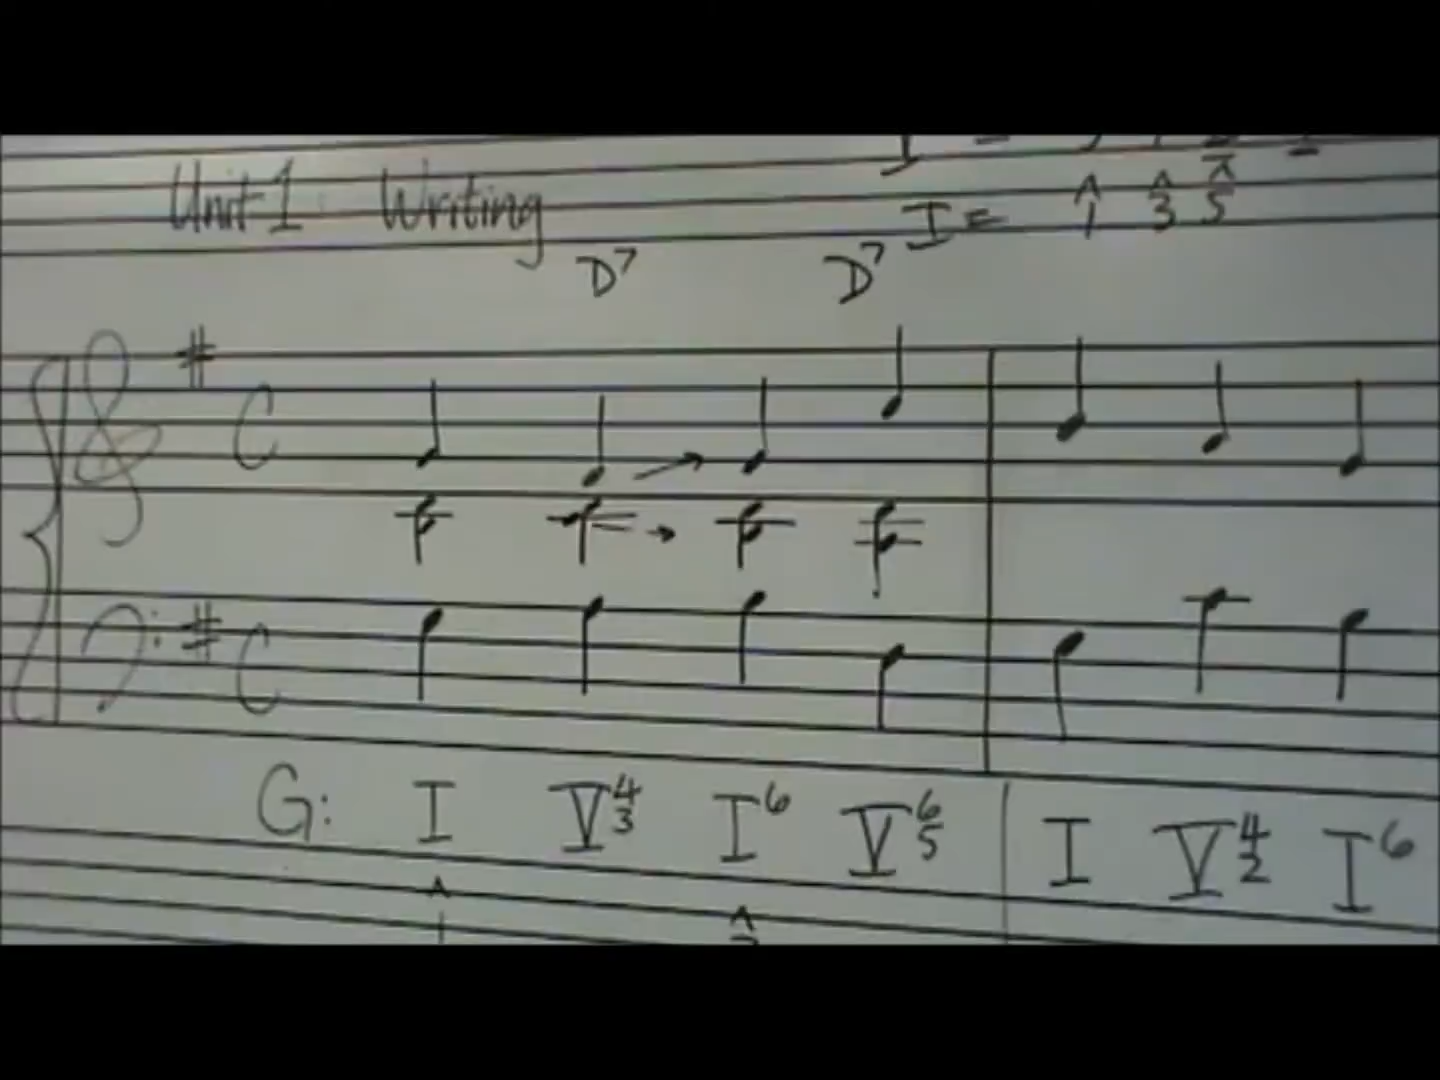 Unit 1 Writing
I = 1̂ 3̂ 5̂
D7 D7
G: I V4/3 I6 V6/5 I V4/2 I6